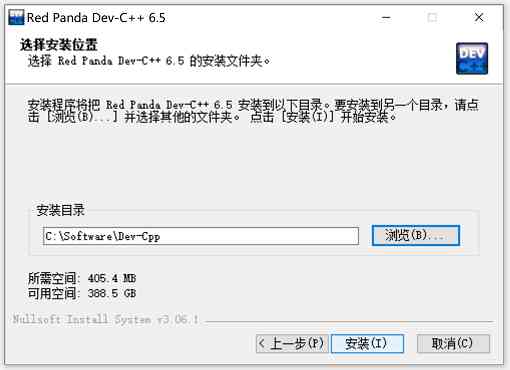 Red Panda Dev-C++ 6.5
选择安装位置
选择 Red Panda Dev-C++ 6.5 的安装文件夹。
DEV
C++
安装程序将把 Red Panda Dev-C++ 6.5 安装到以下目录。要安装到另一个目录，请点
击 [浏览(B)...] 并选择其他的文件夹。 点击 [安装(I)] 开始安装。
安装目录
C:\Software\Dev-Cpp
浏览(B)...
所需空间: 405.4 MB
可用空间: 388.5 GB
Nullsoft Install System v3.06.1
< 上一步(P)
安装(I)
取消(C)